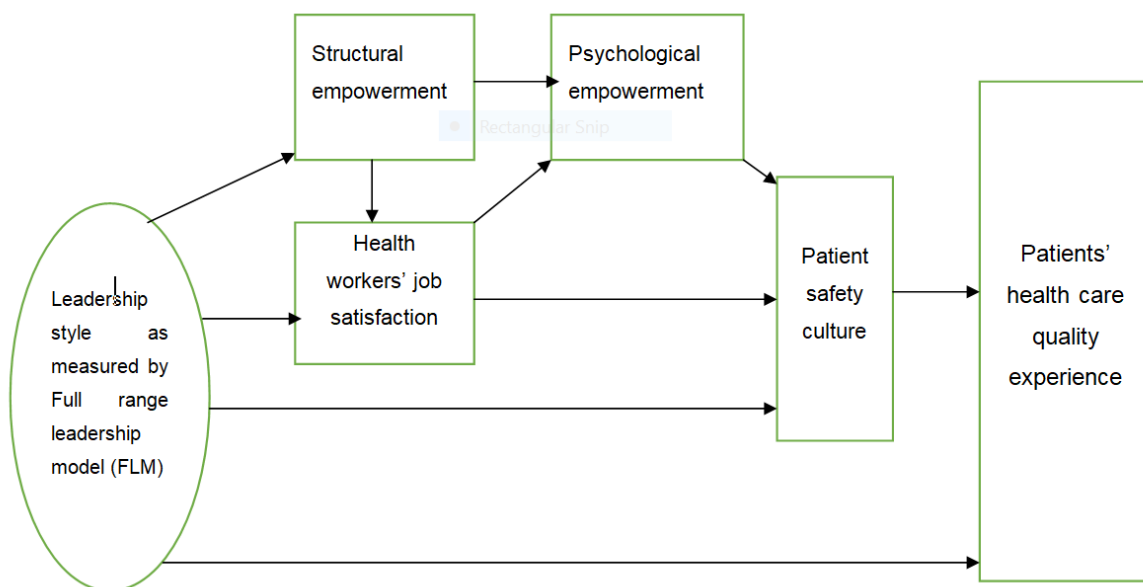 Structural
empowerment
Psychological
empowerment
Rectangular Snip
Health
workers’ job
satisfaction
Leadership
style as
measured by
Full range
leadership
model (FLM)
Patient
safety
culture
Patients’
health care
quality
experience